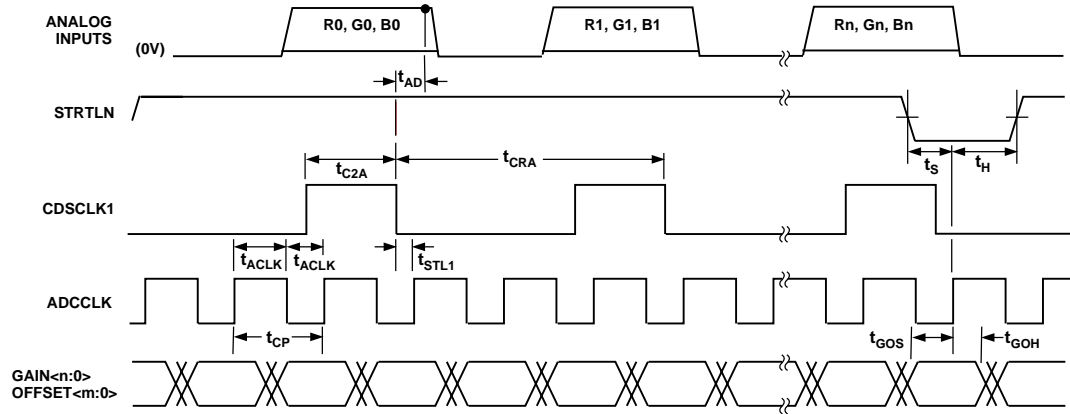 ANALOG
INPUTS
(0V)
R0, G0, B0
R1, G1, B1
Rn, Gn, Bn
tAD
STRTLN
tS
tH
tC2A
tCRA
CDSCLK1
tACLK
tACLK
tSTL1
ADCCLK
tCP
tGOS
tGOH
GAIN<n:0>
OFFSET<m:0>